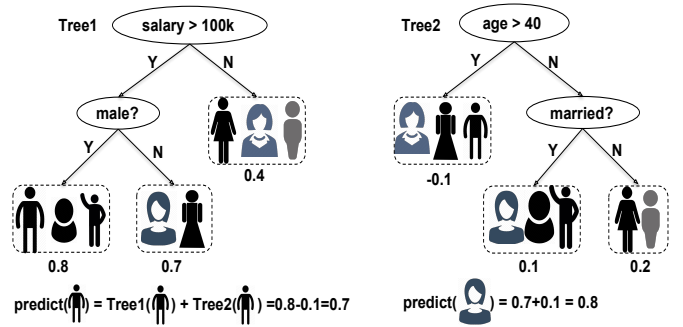 Tree1
salary > 100k
Y
N
male?
Y
N
0.4
0.8
0.7
predict( ) = Tree1( ) + Tree2( ) =0.8-0.1=0.7
Tree2
age > 40
Y
N
married?
-0.1
Y
N
0.1
0.2
predict( ) = 0.7+0.1 = 0.8